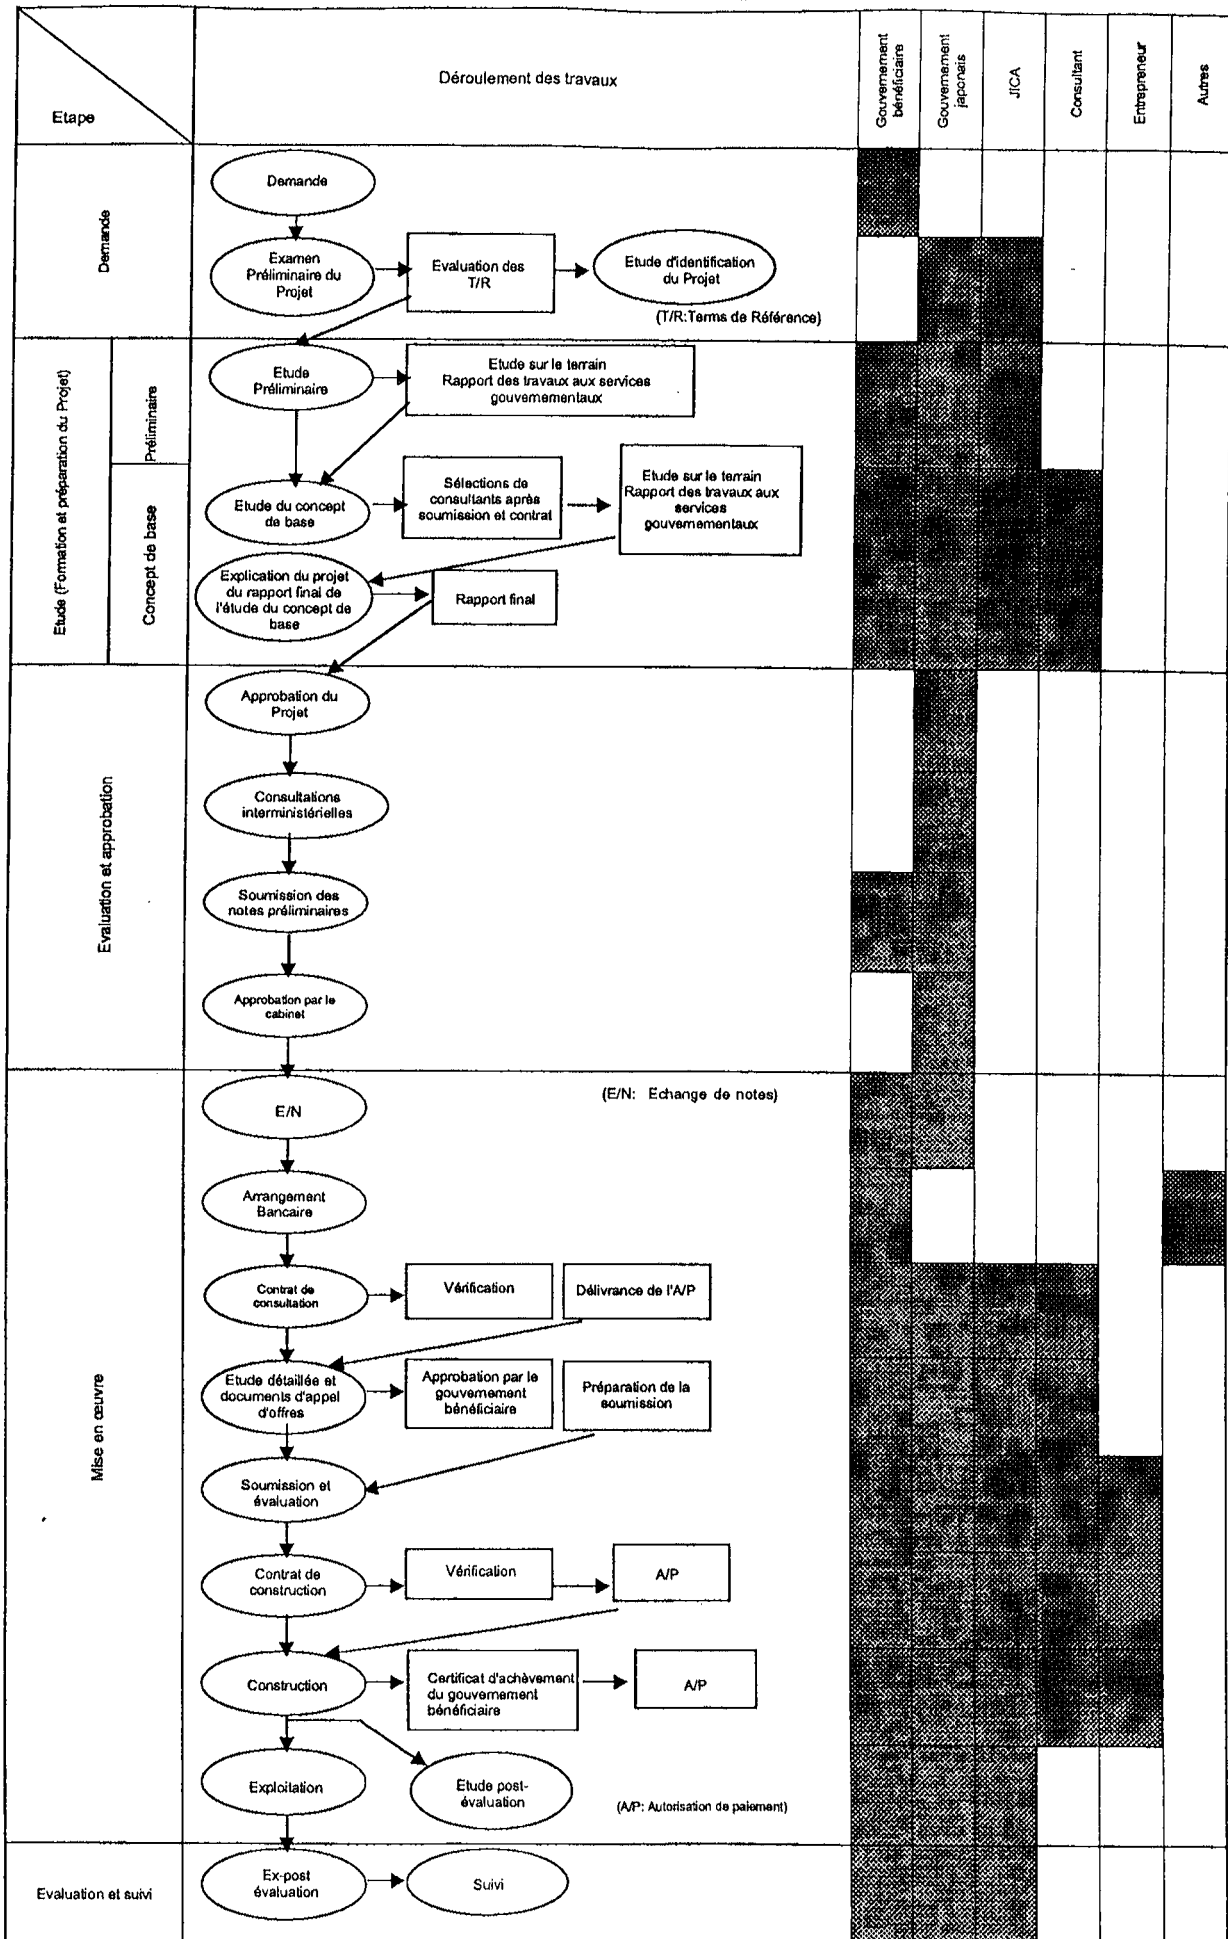 Etape
Déroulement des travaux
Gouvernement
bénéficiaire
Gouvernement
japonais
JICA
Consultant
Entrepreneur
Autres
Demande
Demande
Examen
Préliminaire du
Projet
Evaluation des
T/R
Etude d'identification
du Projet
(T/R:Terms de Référence)
Etude (Formation et préparation du Projet)
Préliminaire
Etude
Préliminaire
Etude sur le terrain
Rapport des travaux aux services
gouvernementaux
Concept de base
Etude du concept
de base
Sélections de
consultants après
soumission et contrat
Etude sur le terrain
Rapport des travaux aux
services
gouvernementaux
Explication du projet
du rapport final de
l'étude du concept de
base
Rapport final
Evaluation et approbation
Approbation du
Projet
Consultations
interministérielles
Soumission des
notes préliminaires
Approbation par le
cabinet
Mise en œuvre
E/N
(E/N: Echange de notes)
Arrangement
Bancaire
Contrat de
consultation
Vérification
Délivrance de l'A/P
Etude détaillée et
documents d'appel
d'offres
Approbation par le
gouvernement
bénéficiaire
Préparation de la
soumission
Soumission et
évaluation
Contrat de
construction
Vérification
A/P
Construction
Certificat d'achèvement
du gouvernement
bénéficiaire
A/P
Exploitation
Etude post-
évaluation
(A/P: Autorisation de paiement)
Evaluation et suivi
Ex-post
évaluation
Suivi